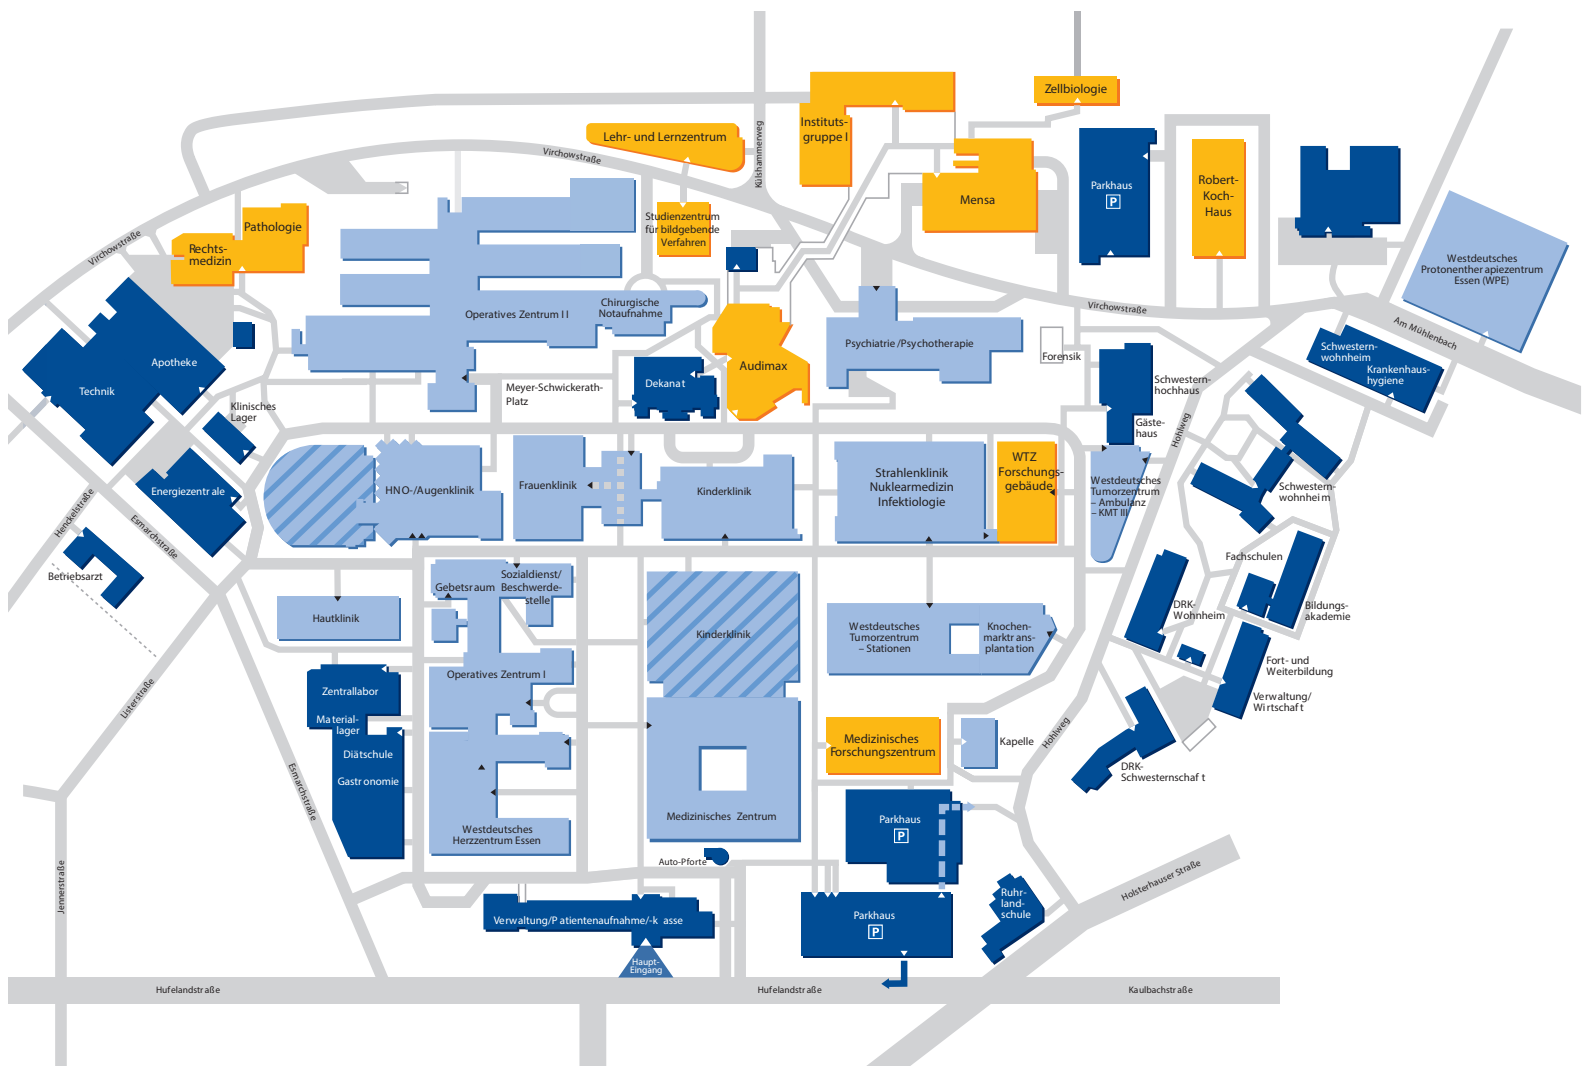 Zellbiologie
Instituts-
gruppe I
Lehr- und Lernzentrum
Virchowstraße
Külshammerweg
Parkhaus
P
Robert-
Koch-
Haus
Mensa
Studienzentrum
für bildgebende
Verfahren
Pathologie
Rechts-
medizin
Virchowstraße
Westdeutsches
Protonentherapiezentrum
Essen (WPE)
Chirurgische
Notaufnahme
Operatives Zentrum II
Virchowstraße
Am Mühlenbach
Psychiatrie/Psychotherapie
Forensik
Schwestern-
wohnheim
Krankenhaus-
hygiene
Apotheke
Technik
Audimax
Dekanat
Meyer-Schwickerath-
Platz
Schwestern-
hochhaus
Klinisches
Lager
Gäste-
haus
Hohlweg
HNO-/Augenklinik
Frauenklinik
Kinderklinik
Strahlenklinik
Nuklearmedizin
Infektiologie
WTZ
Forschungs-
gebäude
Westdeutsches
Tumorzentrum
– Ambulanz
– KMT III
Schwestern-
wohnheim
Energiezentrale
Henckelstraße
Esmarchstraße
Betriebsarzt
Fachschulen
Bildungs-
akademie
Gebetsraum
Sozialdienst/
Beschwerde-
stelle
Hautklinik
Kinderklinik
Westdeutsches
Tumorzentrum
– Stationen
Knochen-
marktrans-
plantation
DRK-
Wohnheim
Fort- und
Weiterbildung
Verwaltung/
Wirtschaft
Operatives Zentrum I
Zentrallabor
Material-
lager
Diätschule
Gastronomie
Listerstraße
Medizinisches
Forschungszentrum
Kapelle
Hohlweg
DRK-
Schwesternschaft
Esmarchstraße
Westdeutsches
Herzzentrum Essen
Medizinisches Zentrum
Parkhaus
P
Auto-Pforte
Jennerstraße
Holsterhauser Straße
Verwaltung/Patientenaufnahme/-kasse
Parkhaus
P
Ruhr-
land-
schule
Haupt-
Eingang
Hufelandstraße
Hufelandstraße
Kaulbachstraße